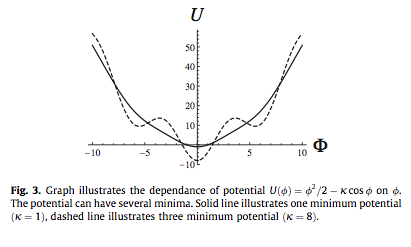 U
50
40
30
20
10
-10
-10 -5 5 10 Φ
Fig. 3. Graph illustrates the dependance of potential U(ϕ) = ϕ²/2 − κ cos ϕ on ϕ.
The potential can have several minima. Solid line illustrates one minimum potential
(κ = 1), dashed line illustrates three minimum potential (κ = 8).